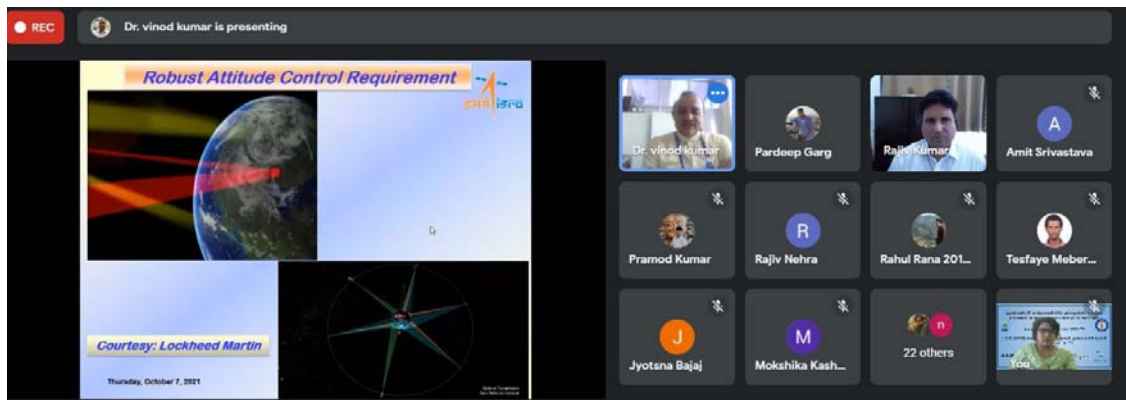 REC
Dr. vinod kumar is presenting
Robust Attitude Control Requirement
इसरो isro
Courtesy: Lockheed Martin
Thursday, October 7, 2021
Dr. vinod kumar
Pardeep Garg
Rajiv Kumar
A
Amit Srivastava
Pramod Kumar
R
Rajiv Nehra
Rahul Rana 201...
Tesfaye Meber...
J
Jyotsna Bajaj
M
Mokshika Kash...
n
22 others
You